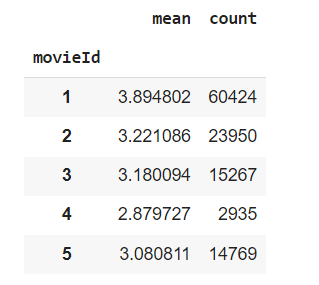 mean count
movieId
1 3.894802 60424
2 3.221086 23950
3 3.180094 15267
4 2.879727 2935
5 3.080811 14769